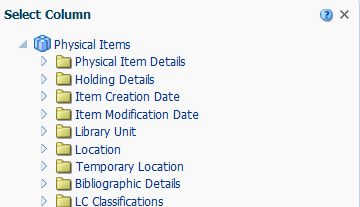 Select Column
Physical Items
Physical Item Details
Holding Details
Item Creation Date
Item Modification Date
Library Unit
Location
Temporary Location
Bibliographic Details
LC Classifications